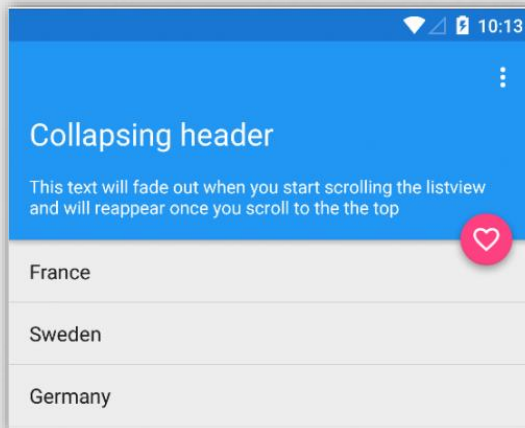 10:13
Collapsing header
This text will fade out when you start scrolling the listview
and will reappear once you scroll to the the top
France
Sweden
Germany